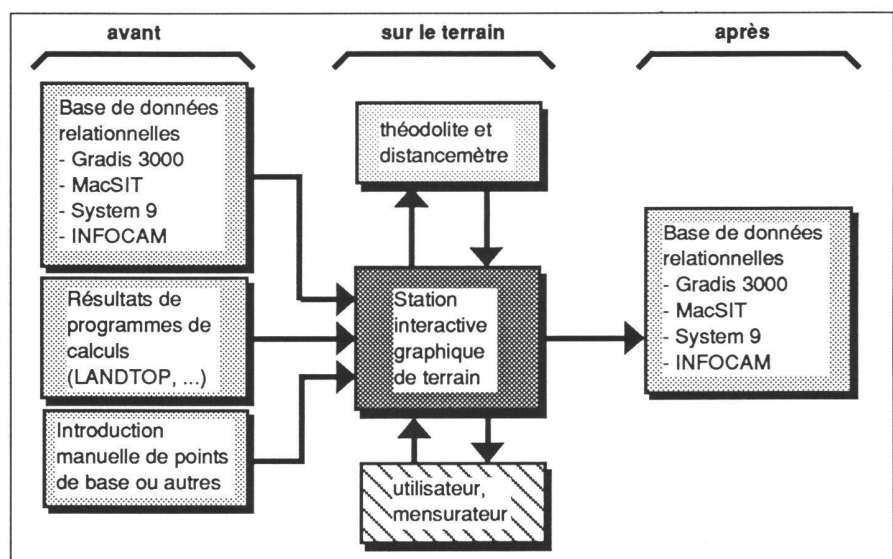 avant
sur le terrain
après
Base de données
relationnelles
- Gradis 3000
- MacSIT
- System 9
- INFOCAM
Résultats de
programmes de
calculs
(LANDTOP, ...)
Introduction
manuelle de points
de base ou autres
théodolite et
distancemètre
Station
interactive
graphique
de terrain
utilisateur,
mensurateur
Base de données
relationnelles
- Gradis 3000
- MacSIT
- System 9
- INFOCAM